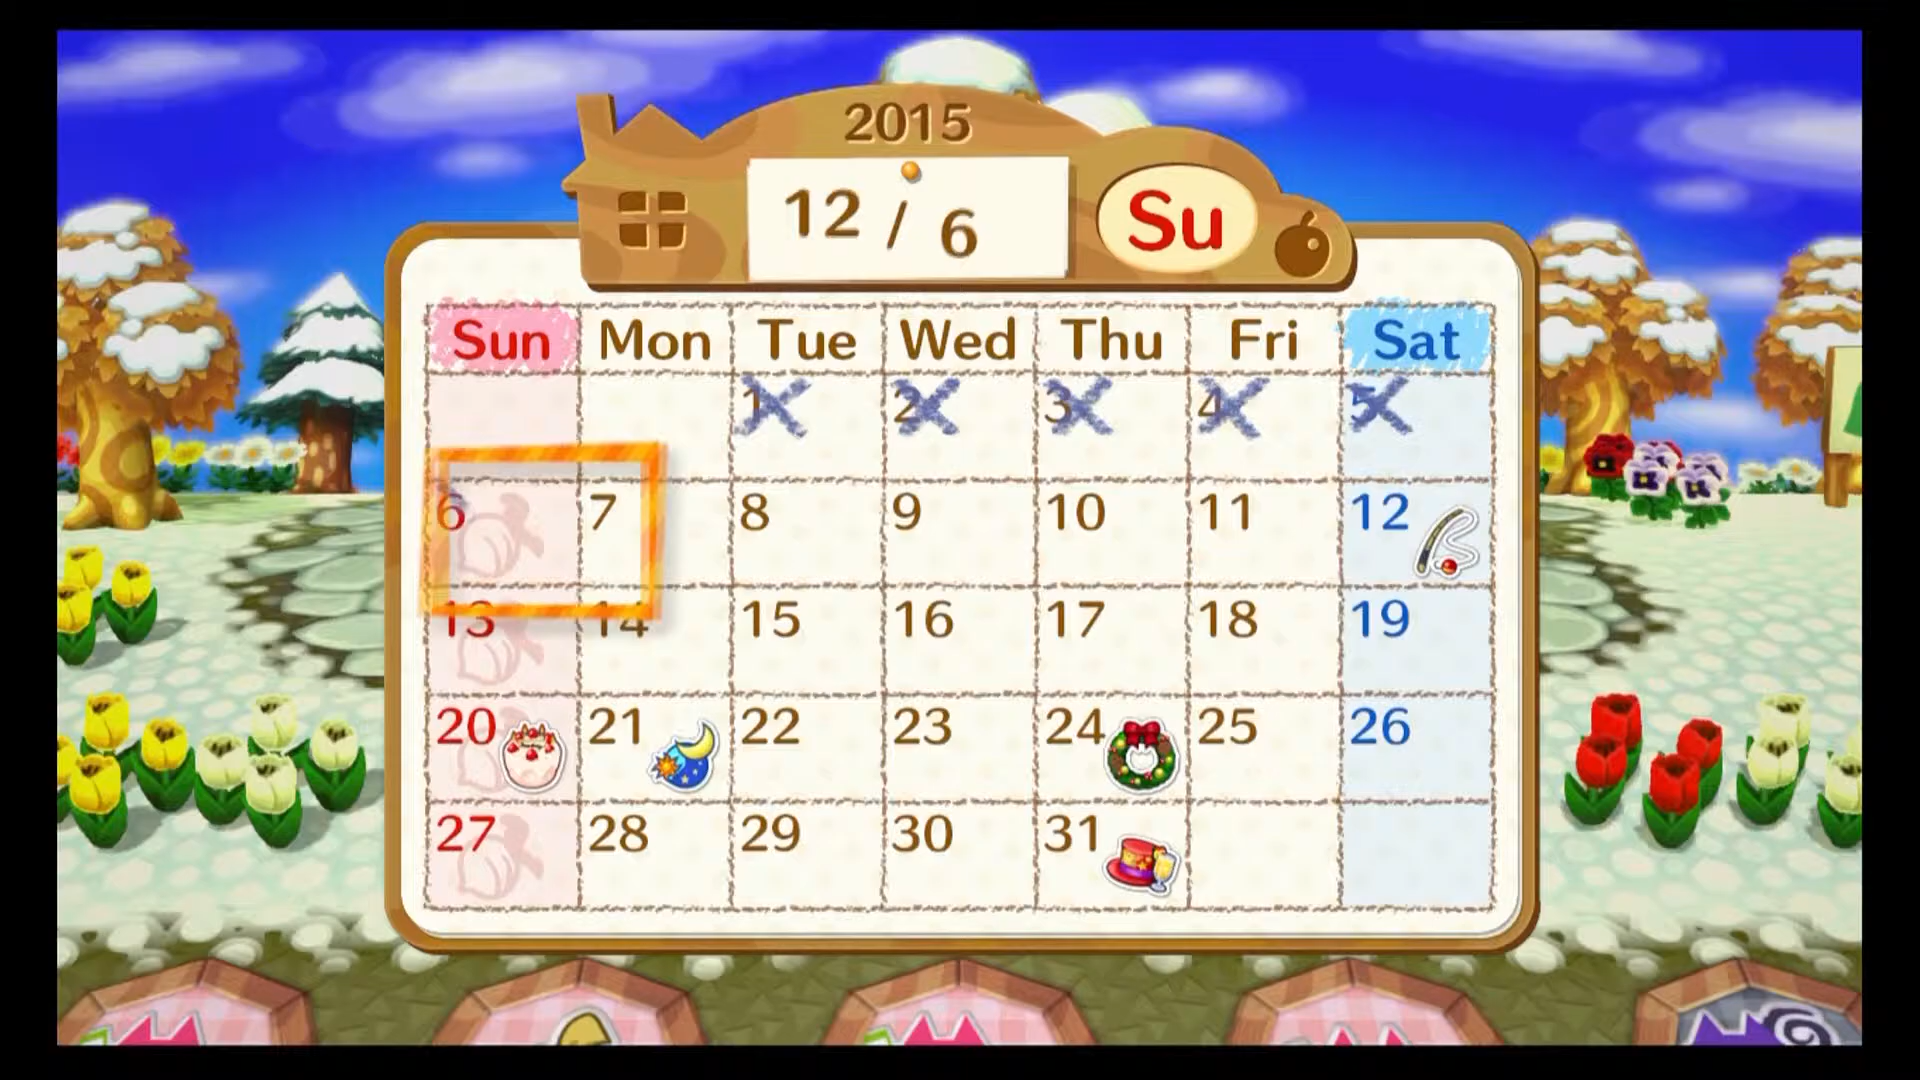 2015
12 / 6 Su
Sun Mon Tue Wed Thu Fri Sat
1 2 3 4 5
6 7 8 9 10 11 12
13 14 15 16 17 18 19
20 21 22 23 24 25 26
27 28 29 30 31